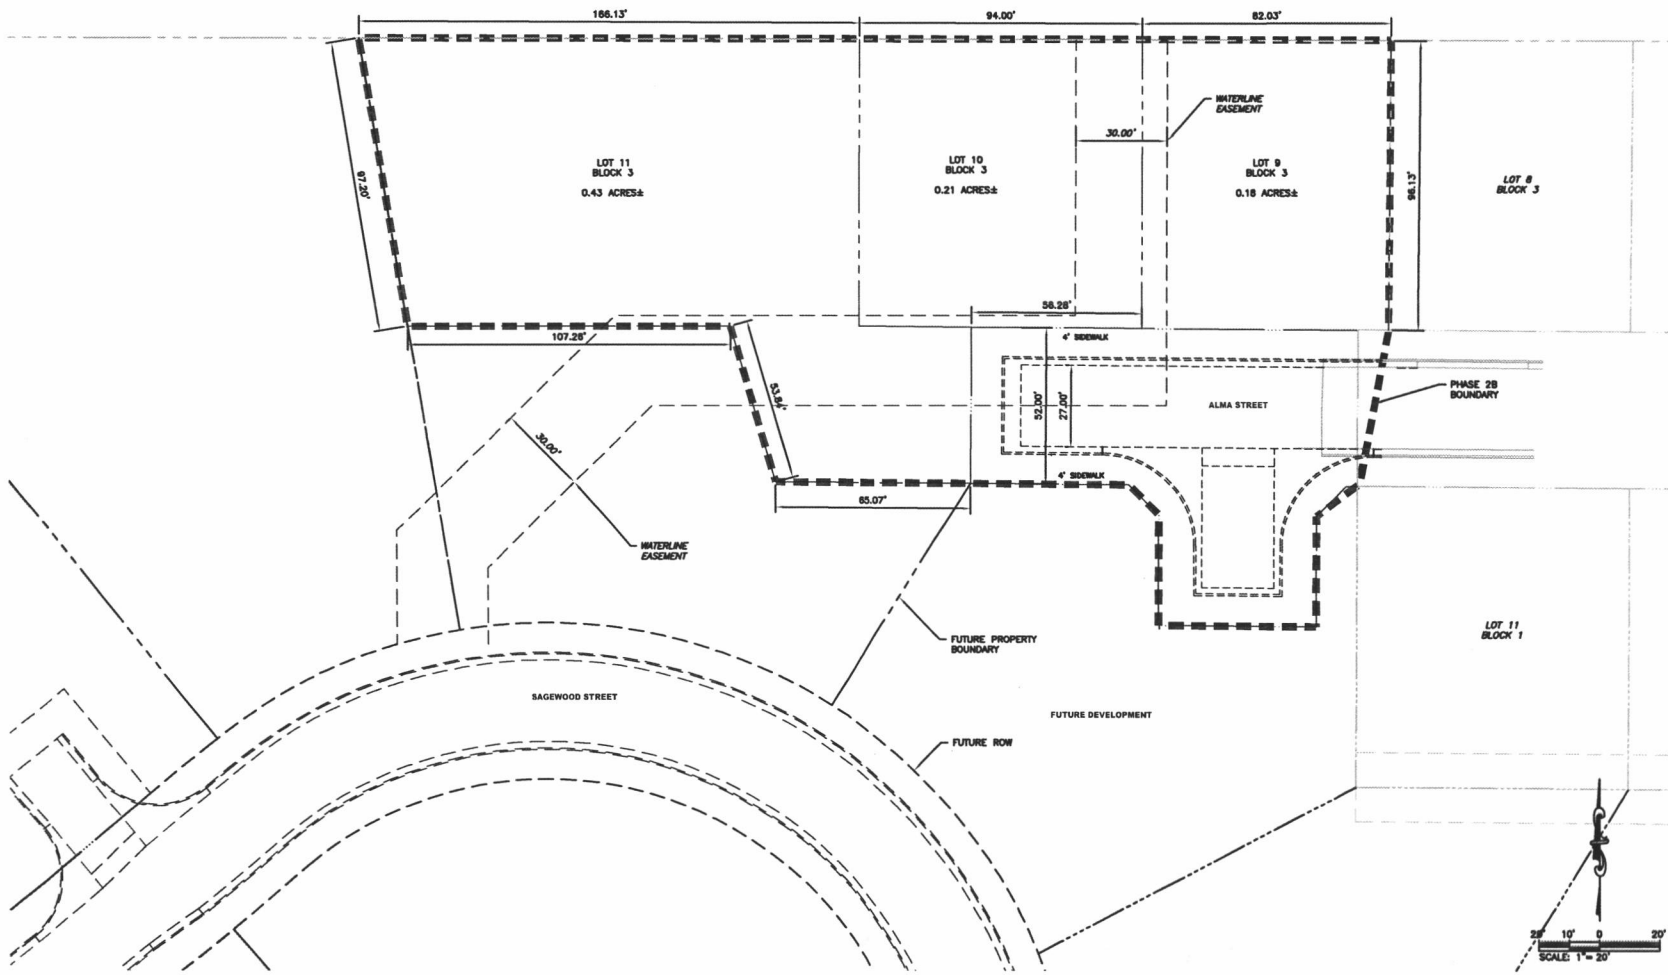 166.13'
94.00'
82.03'
WATERLINE
EASEMENT
30.00'
LOT 11
BLOCK 3
0.43 ACRES±
LOT 10
BLOCK 3
0.21 ACRES±
LOT 9
BLOCK 3
0.18 ACRES±
LOT 8
BLOCK 3
97.20'
96.13'
56.28'
107.26'
4' SIDEWALK
53.84'
52.00'
27.00'
ALMA STREET
PHASE 2B
BOUNDARY
30.00'
4' SIDEWALK
65.07'
WATERLINE
EASEMENT
FUTURE PROPERTY
BOUNDARY
LOT 11
BLOCK 1
SAGEWOOD STREET
FUTURE DEVELOPMENT
FUTURE ROW
10'
0
20'
SCALE: 1"= 20'